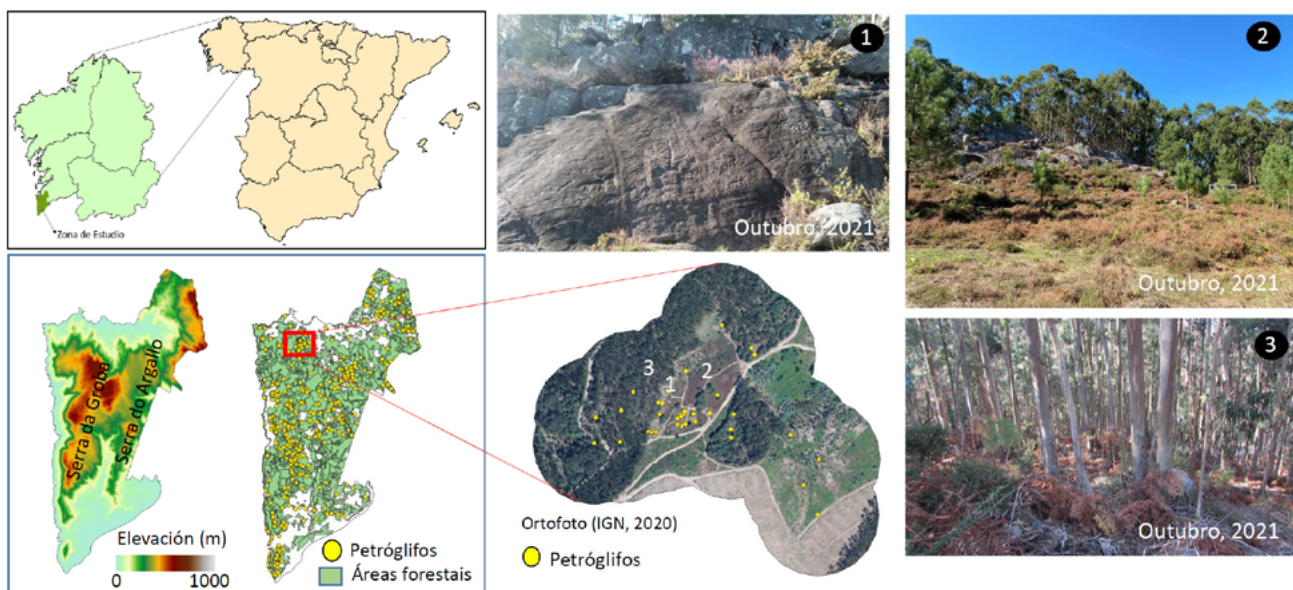 *Zona de Estudio
1
Outubro, 2021
2
Outubro, 2021
Serra da Groba
Serra do Argallo
Elevación (m)
0
1000
Petróglifos
Áreas forestais
3
1
2
Ortofoto (IGN, 2020)
Petróglifos
3
Outubro, 2021